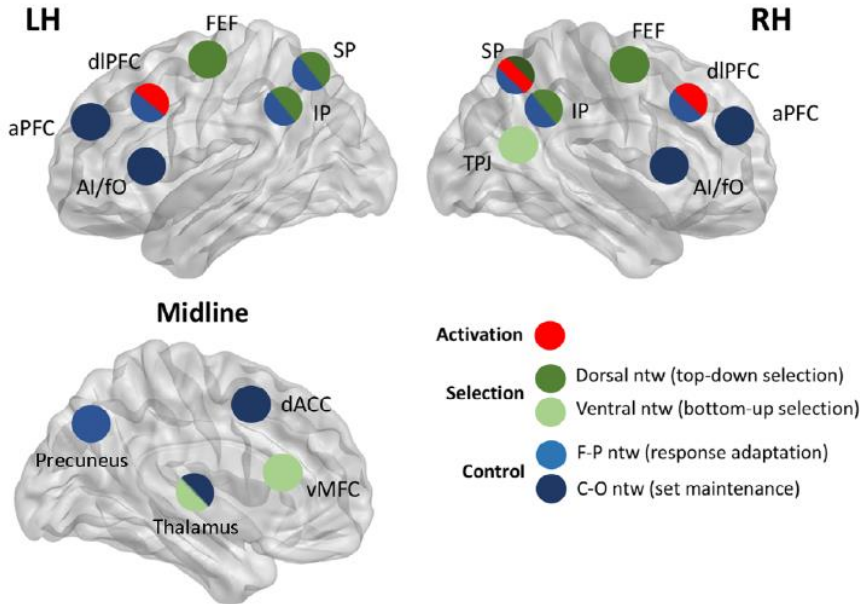 LH
FEF
SP
dlPFC
IP
aPFC
AI/fO
RH
FEF
SP
dlPFC
IP
aPFC
TPJ
AI/fO
Midline
dACC
Precuneus
vMFC
Thalamus
Activation
Selection
Dorsal ntw (top-down selection)
Ventral ntw (bottom-up selection)
Control
F-P ntw (response adaptation)
C-O ntw (set maintenance)